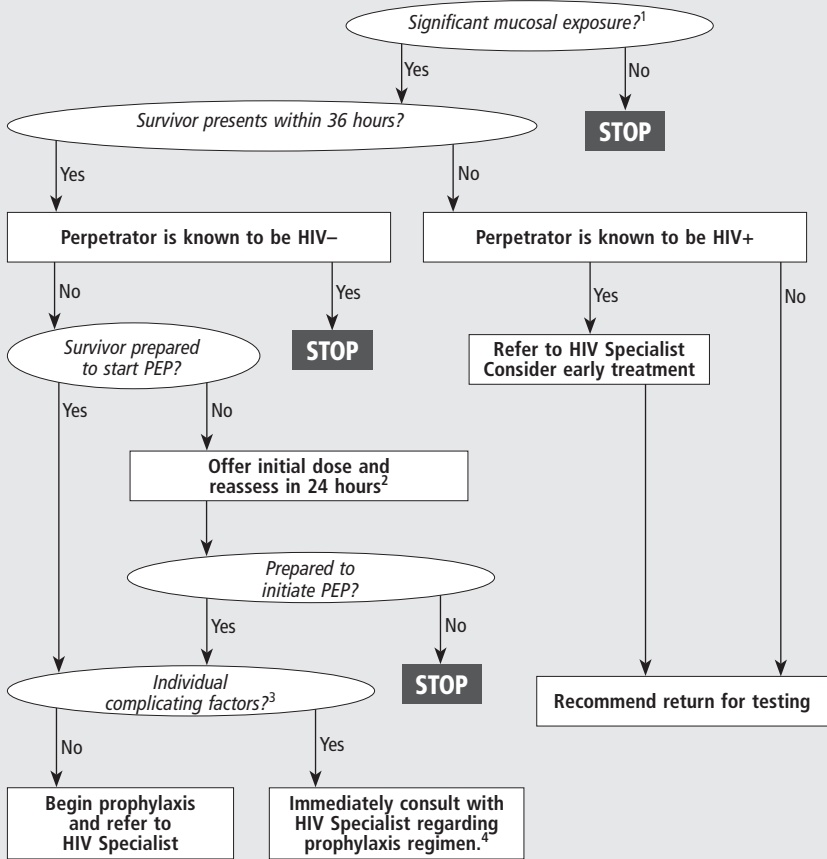 Significant mucosal exposure?1
Yes
No
STOP
Survivor presents within 36 hours?
Yes
No
Perpetrator is known to be HIV–
Perpetrator is known to be HIV+
No
Yes
STOP
Yes
No
Refer to HIV Specialist
Consider early treatment
Survivor prepared
to start PEP?
Yes
No
Offer initial dose and
reassess in 24 hours2
Prepared to
initiate PEP?
Yes
No
STOP
Individual
complicating factors?3
Recommend return for testing
No
Yes
Begin prophylaxis
and refer to
HIV Specialist
Immediately consult with
HIV Specialist regarding
prophylaxis regimen.4